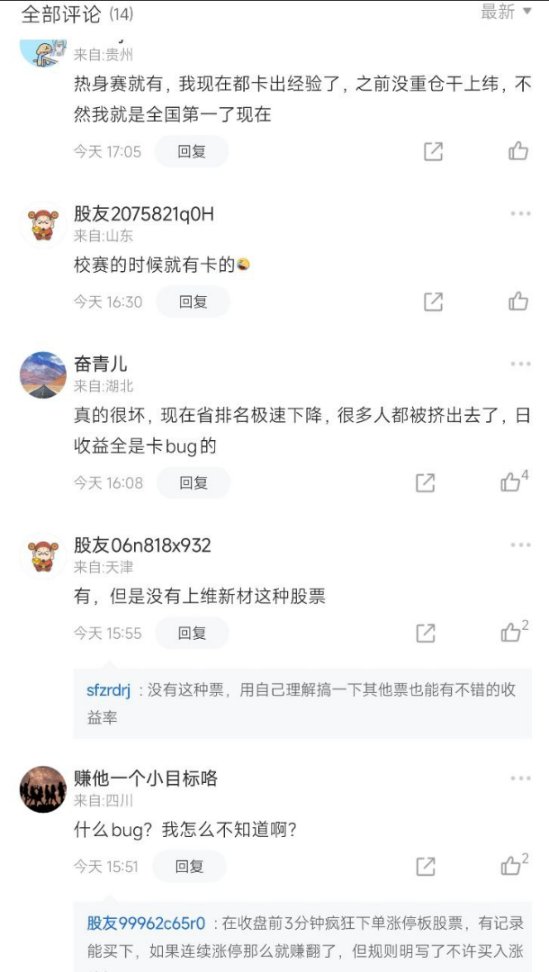 全部评论 (14)
最新
来自:贵州
热身赛就有，我现在都卡出经验了，之前没重仓干上纬，不
然我就是全国第一了现在
今天 17:05
回复
股友2075821q0H
来自:山东
校赛的时候就有卡的
今天 16:30
回复
奋青儿
来自:湖北
真的很坏，现在省排名极速下降，很多人都被挤出去了，日
收益全是卡bug的
今天 16:08
回复
4
股友06n818x932
来自:天津
有，但是没有上维新材这种股票
今天 15:55
回复
2
sfzrdrj ：没有这种票，用自己理解搞一下其他票也能有不错的收
益率
赚他一个小目标咯
来自:四川
什么bug？我怎么不知道啊？
今天 15:51
回复
2
股友99962c65r0 ：在收盘前3分钟疯狂下单涨停板股票，有记录
能买下，如果连续涨停那么就赚翻了，但规则明写了不许买入涨